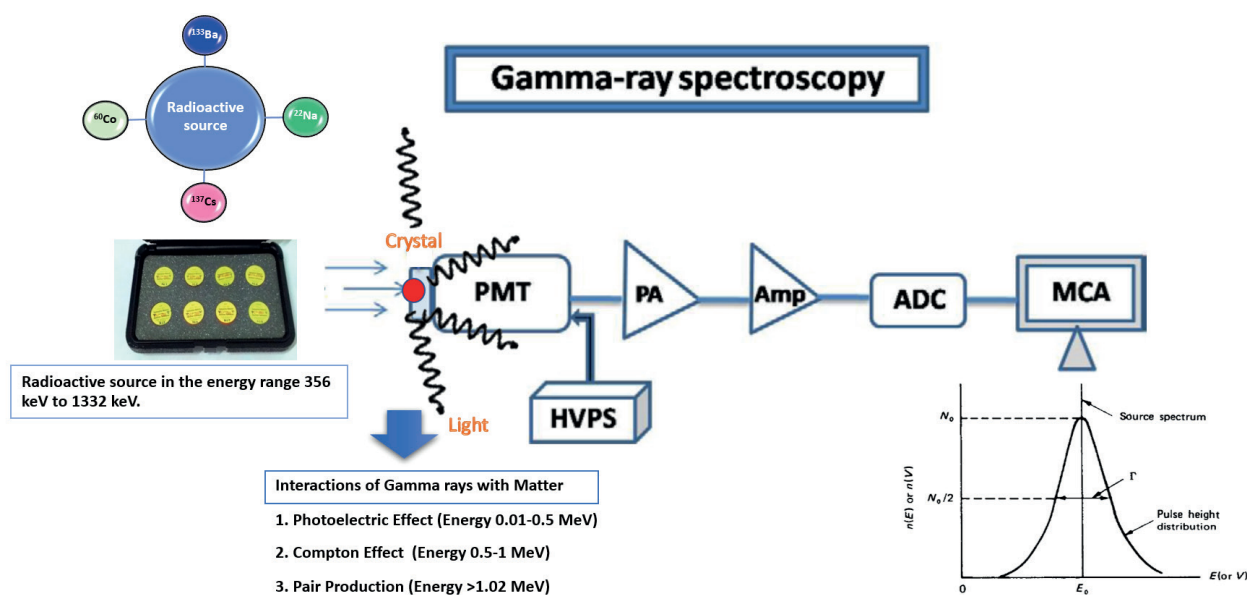 Gamma-ray spectroscopy
¹³³Ba
Radioactive
source
⁶⁰Co
²²Na
¹³⁷Cs
Crystal
PMT
PA
Amp
ADC
MCA
HVPS
Light
Radioactive source in the energy range 356
keV to 1332 keV.
Interactions of Gamma rays with Matter
1. Photoelectric Effect (Energy 0.01-0.5 MeV)
2. Compton Effect (Energy 0.5-1 MeV)
3. Pair Production (Energy >1.02 MeV)
N₀
Source spectrum
n(E) or n(V)
N₀/2
Γ
Pulse height
distribution
0
E₀
E(or V)